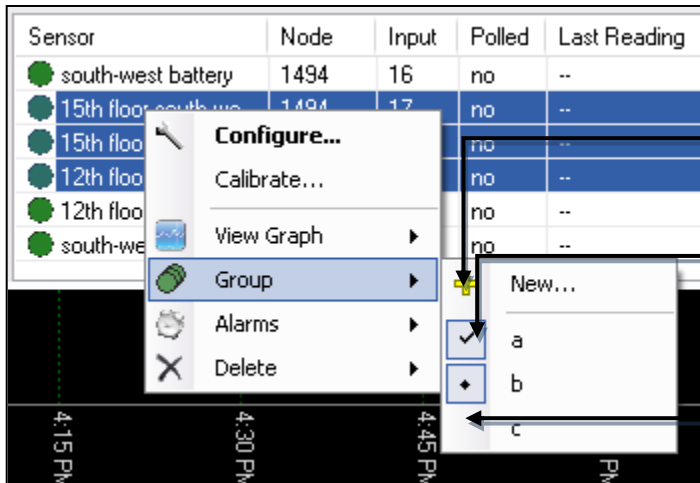 Sensor Node Input Polled Last Reading
south-west battery 1494 16 no --
15th floor south-we 1494 17 no --
15th floo no --
12th floo no --
12th floo no --
south-we no --
Configure...
Calibrate...
View Graph
Group
Alarms
Delete
New...
a
b
c
4:15 PM
4:30 PM
4:45 PM
PM